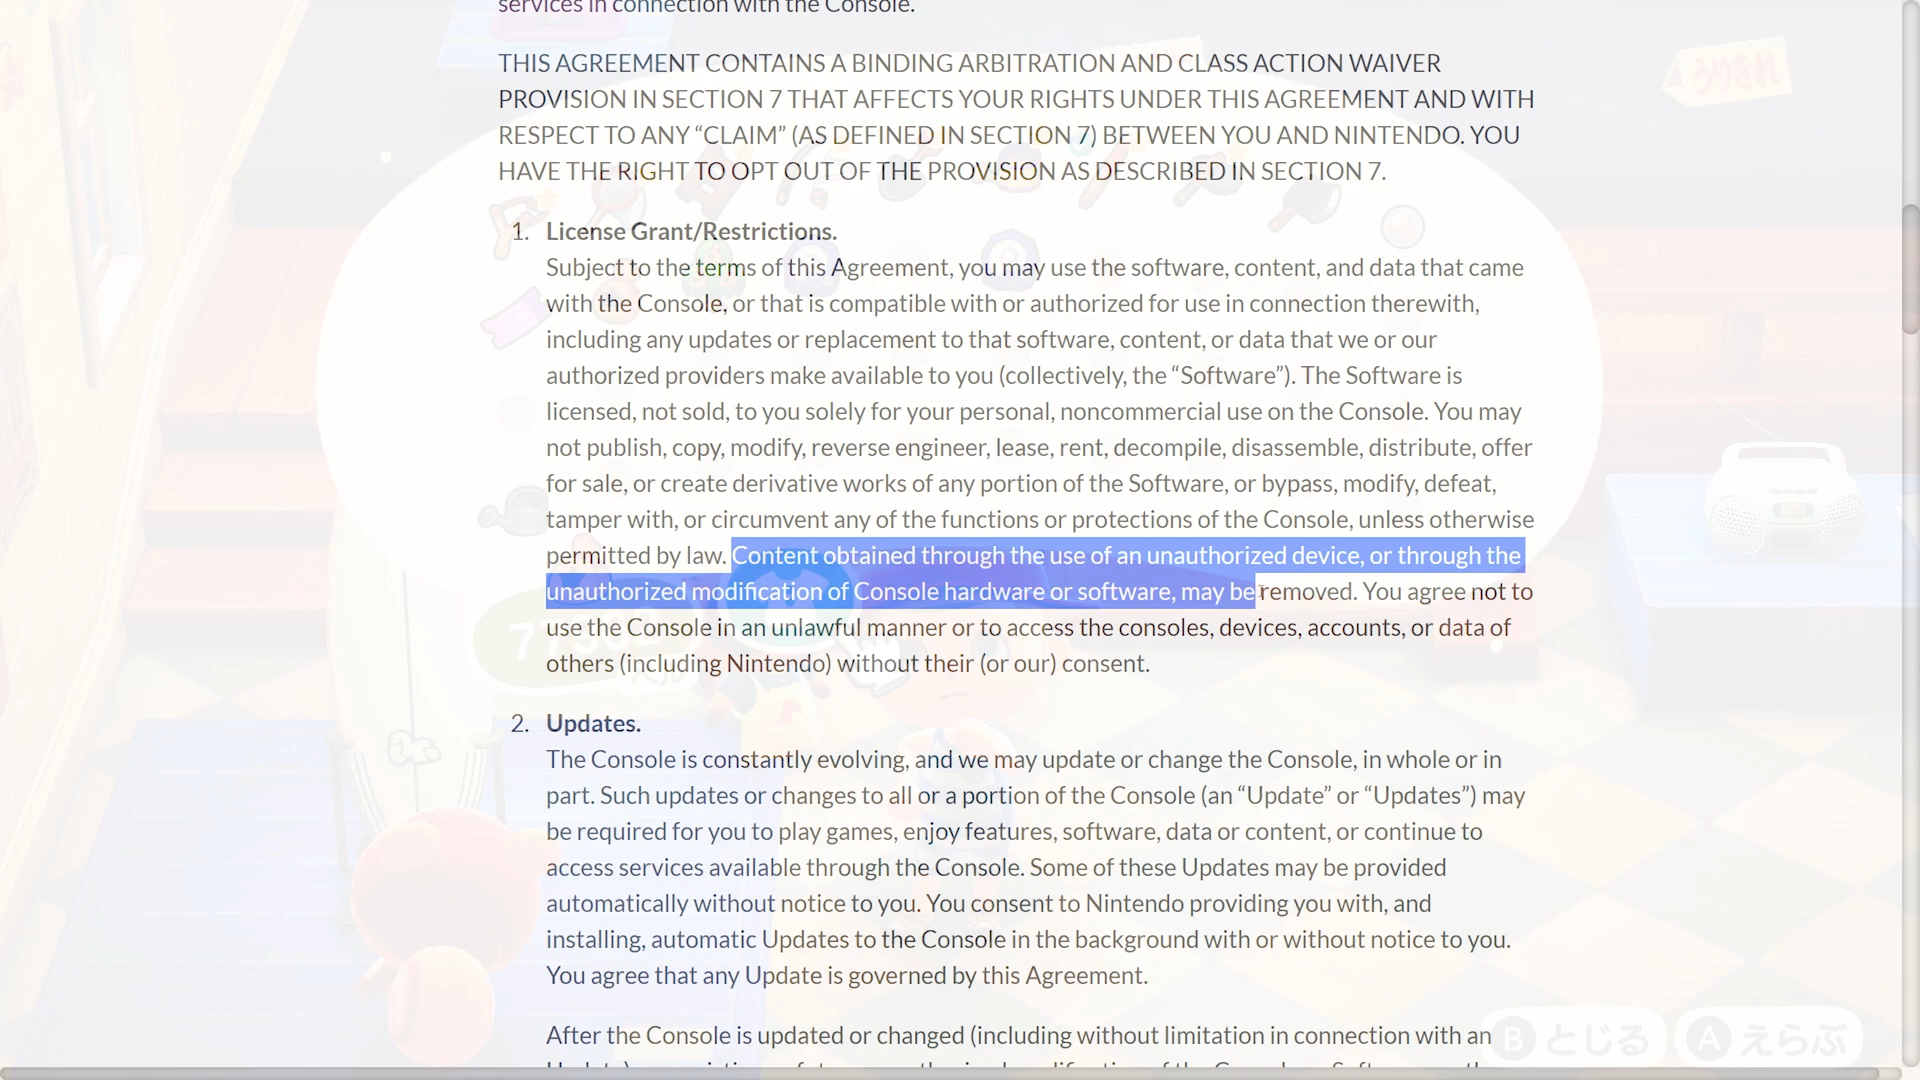 services in connection with the Console.
THIS AGREEMENT CONTAINS A BINDING ARBITRATION AND CLASS ACTION WAIVER
PROVISION IN SECTION 7 THAT AFFECTS YOUR RIGHTS UNDER THIS AGREEMENT AND WITH
RESPECT TO ANY “CLAIM” (AS DEFINED IN SECTION 7) BETWEEN YOU AND NINTENDO. YOU
HAVE THE RIGHT TO OPT OUT OF THE PROVISION AS DESCRIBED IN SECTION 7.
うりきれ
1. License Grant/Restrictions.
Subject to the terms of this Agreement, you may use the software, content, and data that came
with the Console, or that is compatible with or authorized for use in connection therewith,
including any updates or replacement to that software, content, or data that we or our
authorized providers make available to you (collectively, the “Software”). The Software is
licensed, not sold, to you solely for your personal, noncommercial use on the Console. You may
not publish, copy, modify, reverse engineer, lease, rent, decompile, disassemble, distribute, offer
for sale, or create derivative works of any portion of the Software, or bypass, modify, defeat,
tamper with, or circumvent any of the functions or protections of the Console, unless otherwise
permitted by law. Content obtained through the use of an unauthorized device, or through the
unauthorized modification of Console hardware or software, may be removed. You agree not to
use the Console in an unlawful manner or to access the consoles, devices, accounts, or data of
others (including Nintendo) without their (or our) consent.
ベル
2. Updates.
The Console is constantly evolving, and we may update or change the Console, in whole or in
part. Such updates or changes to all or a portion of the Console (an “Update” or “Updates”) may
be required for you to play games, enjoy features, software, data or content, or continue to
access services available through the Console. Some of these Updates may be provided
automatically without notice to you. You consent to Nintendo providing you with, and
installing, automatic Updates to the Console in the background with or without notice to you.
You agree that any Update is governed by this Agreement.
After the Console is updated or changed (including without limitation in connection with an
B とじる A えらぶ